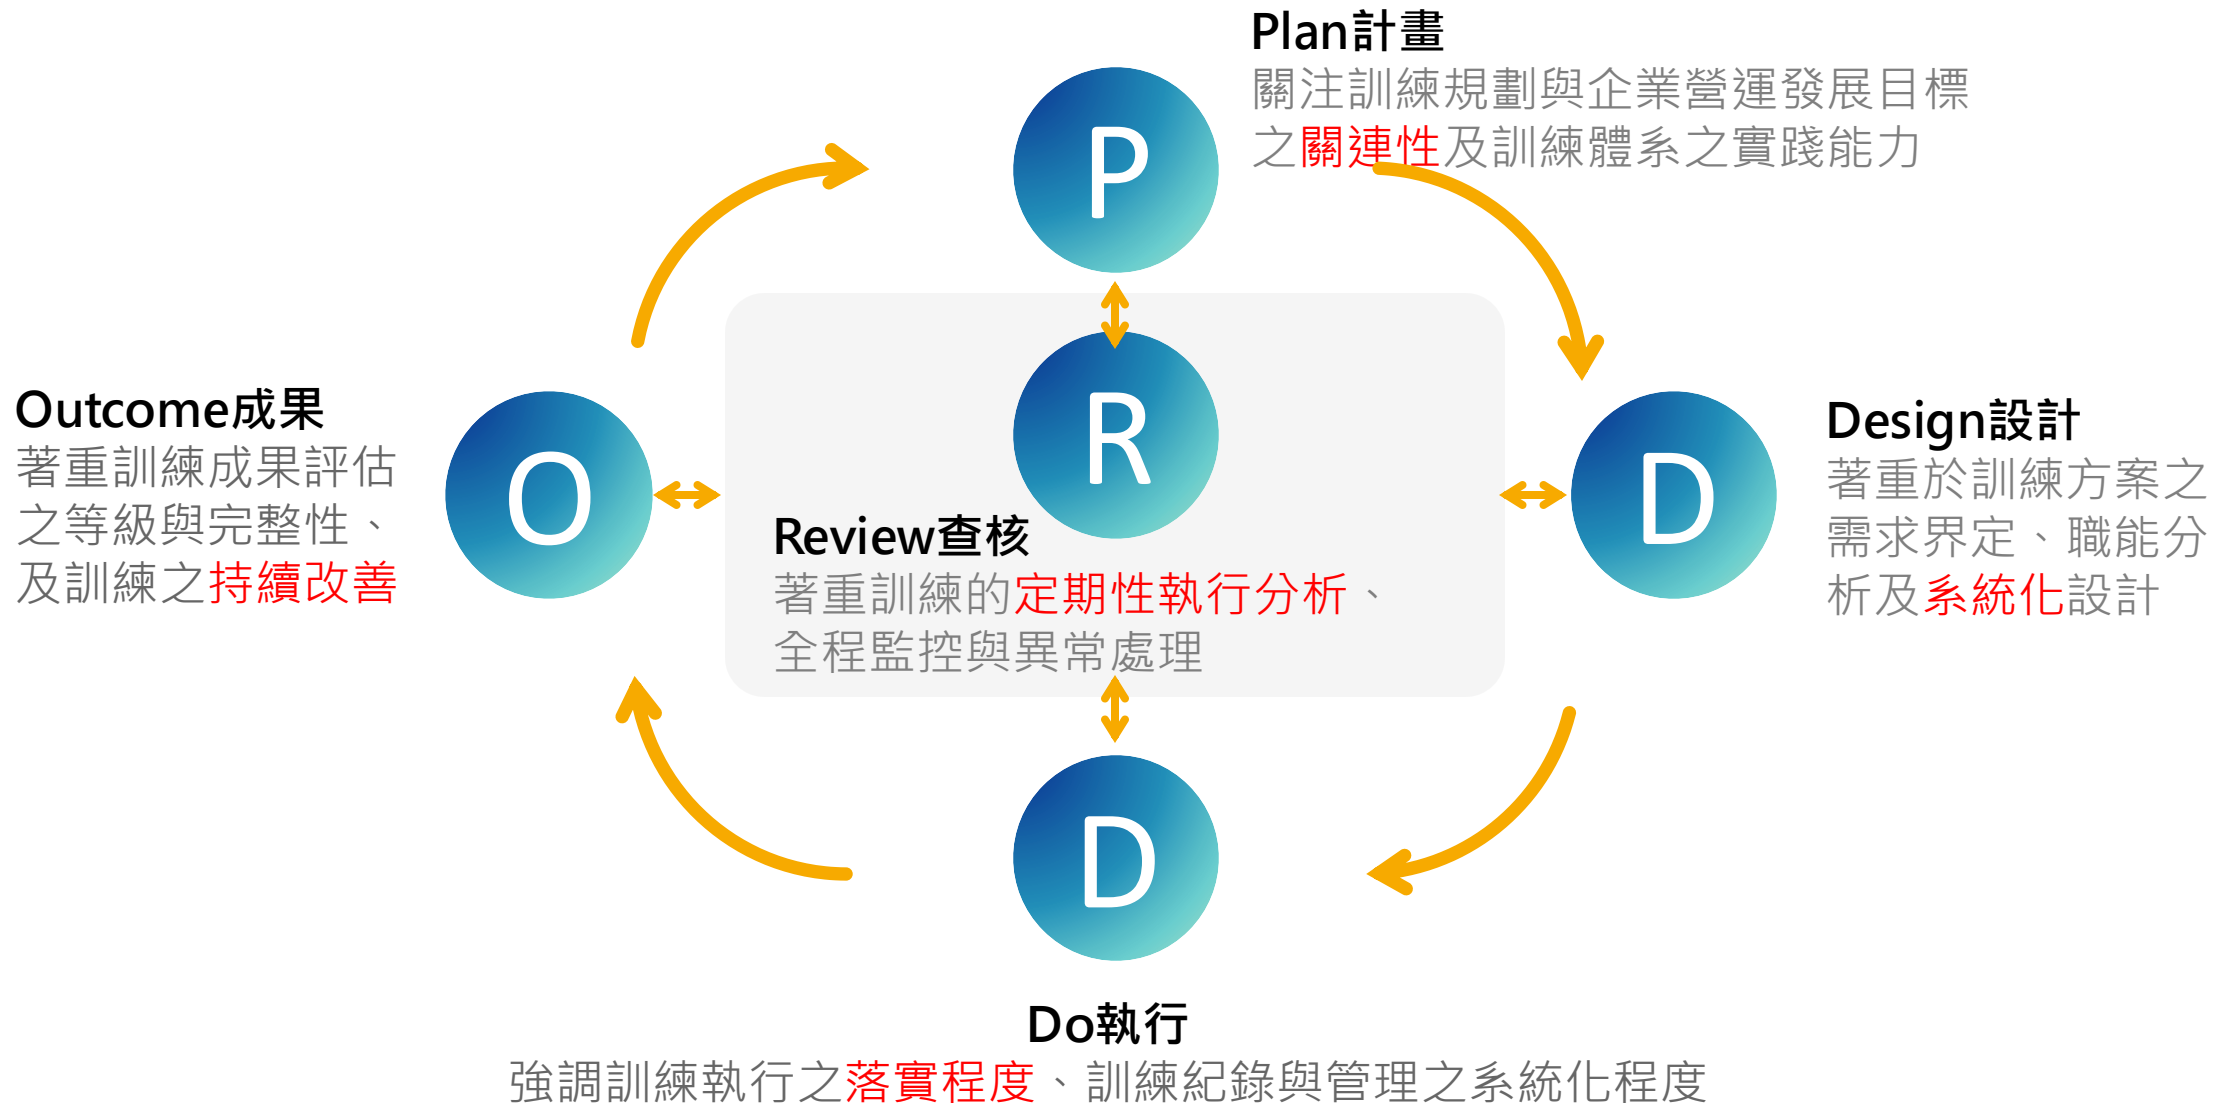 Plan計畫
關注訓練規劃與企業營運發展目標
之關連性及訓練體系之實踐能力
P
R
Review查核
著重訓練的定期性執行分析、
全程監控與異常處理
Outcome成果
著重訓練成果評估
之等級與完整性、
及訓練之持續改善
O
D
Design設計
著重於訓練方案之
需求界定、職能分
析及系統化設計
D
Do執行
強調訓練執行之落實程度、訓練紀錄與管理之系統化程度